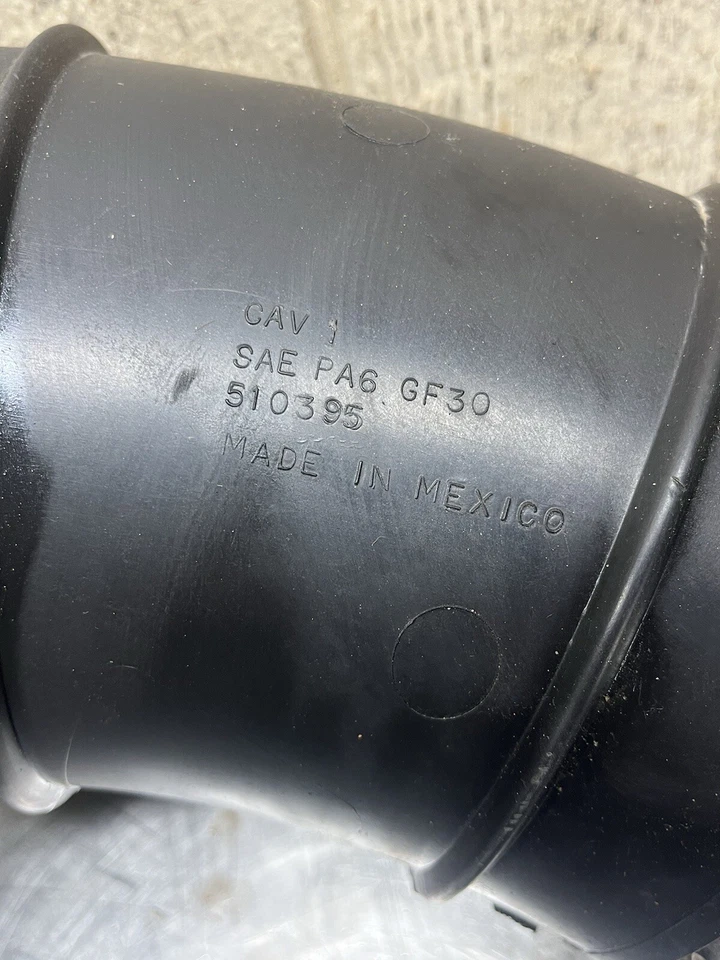 CAV 1
SAE PA6 GF30
510395
MADE IN MEXICO